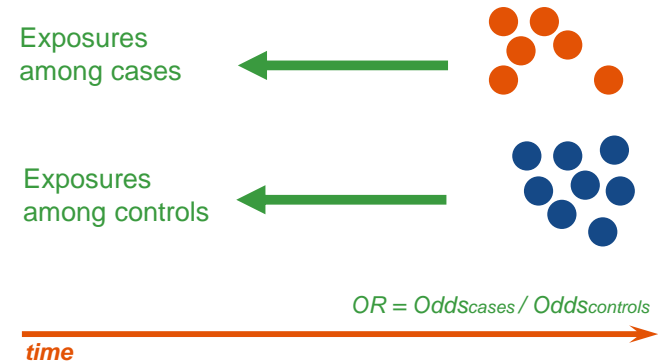 Exposures
among cases
Exposures
among controls
OR = Oddscases / Oddscontrols
time